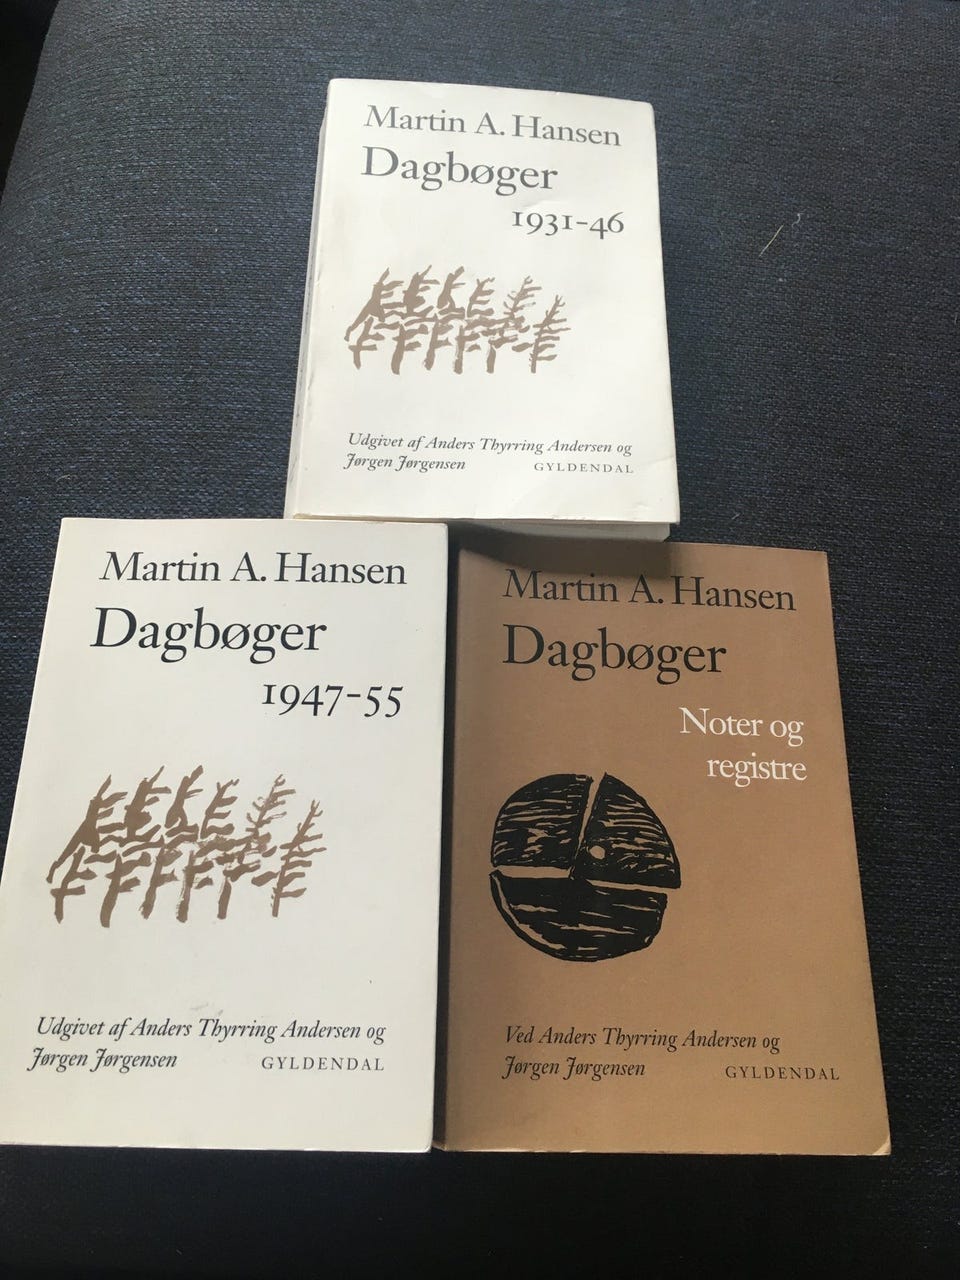 Martin A. Hansen
Dagbøger
1931-46
Udgivet af Anders Thyrring Andersen og
Jørgen Jørgensen GYLDENDAL
Martin A. Hansen
Dagbøger
1947-55
Udgivet af Anders Thyrring Andersen og
Jørgen Jørgensen GYLDENDAL
Martin A. Hansen
Dagbøger
Noter og
registre
Ved Anders Thyrring Andersen og
Jørgen Jørgensen GYLDENDAL